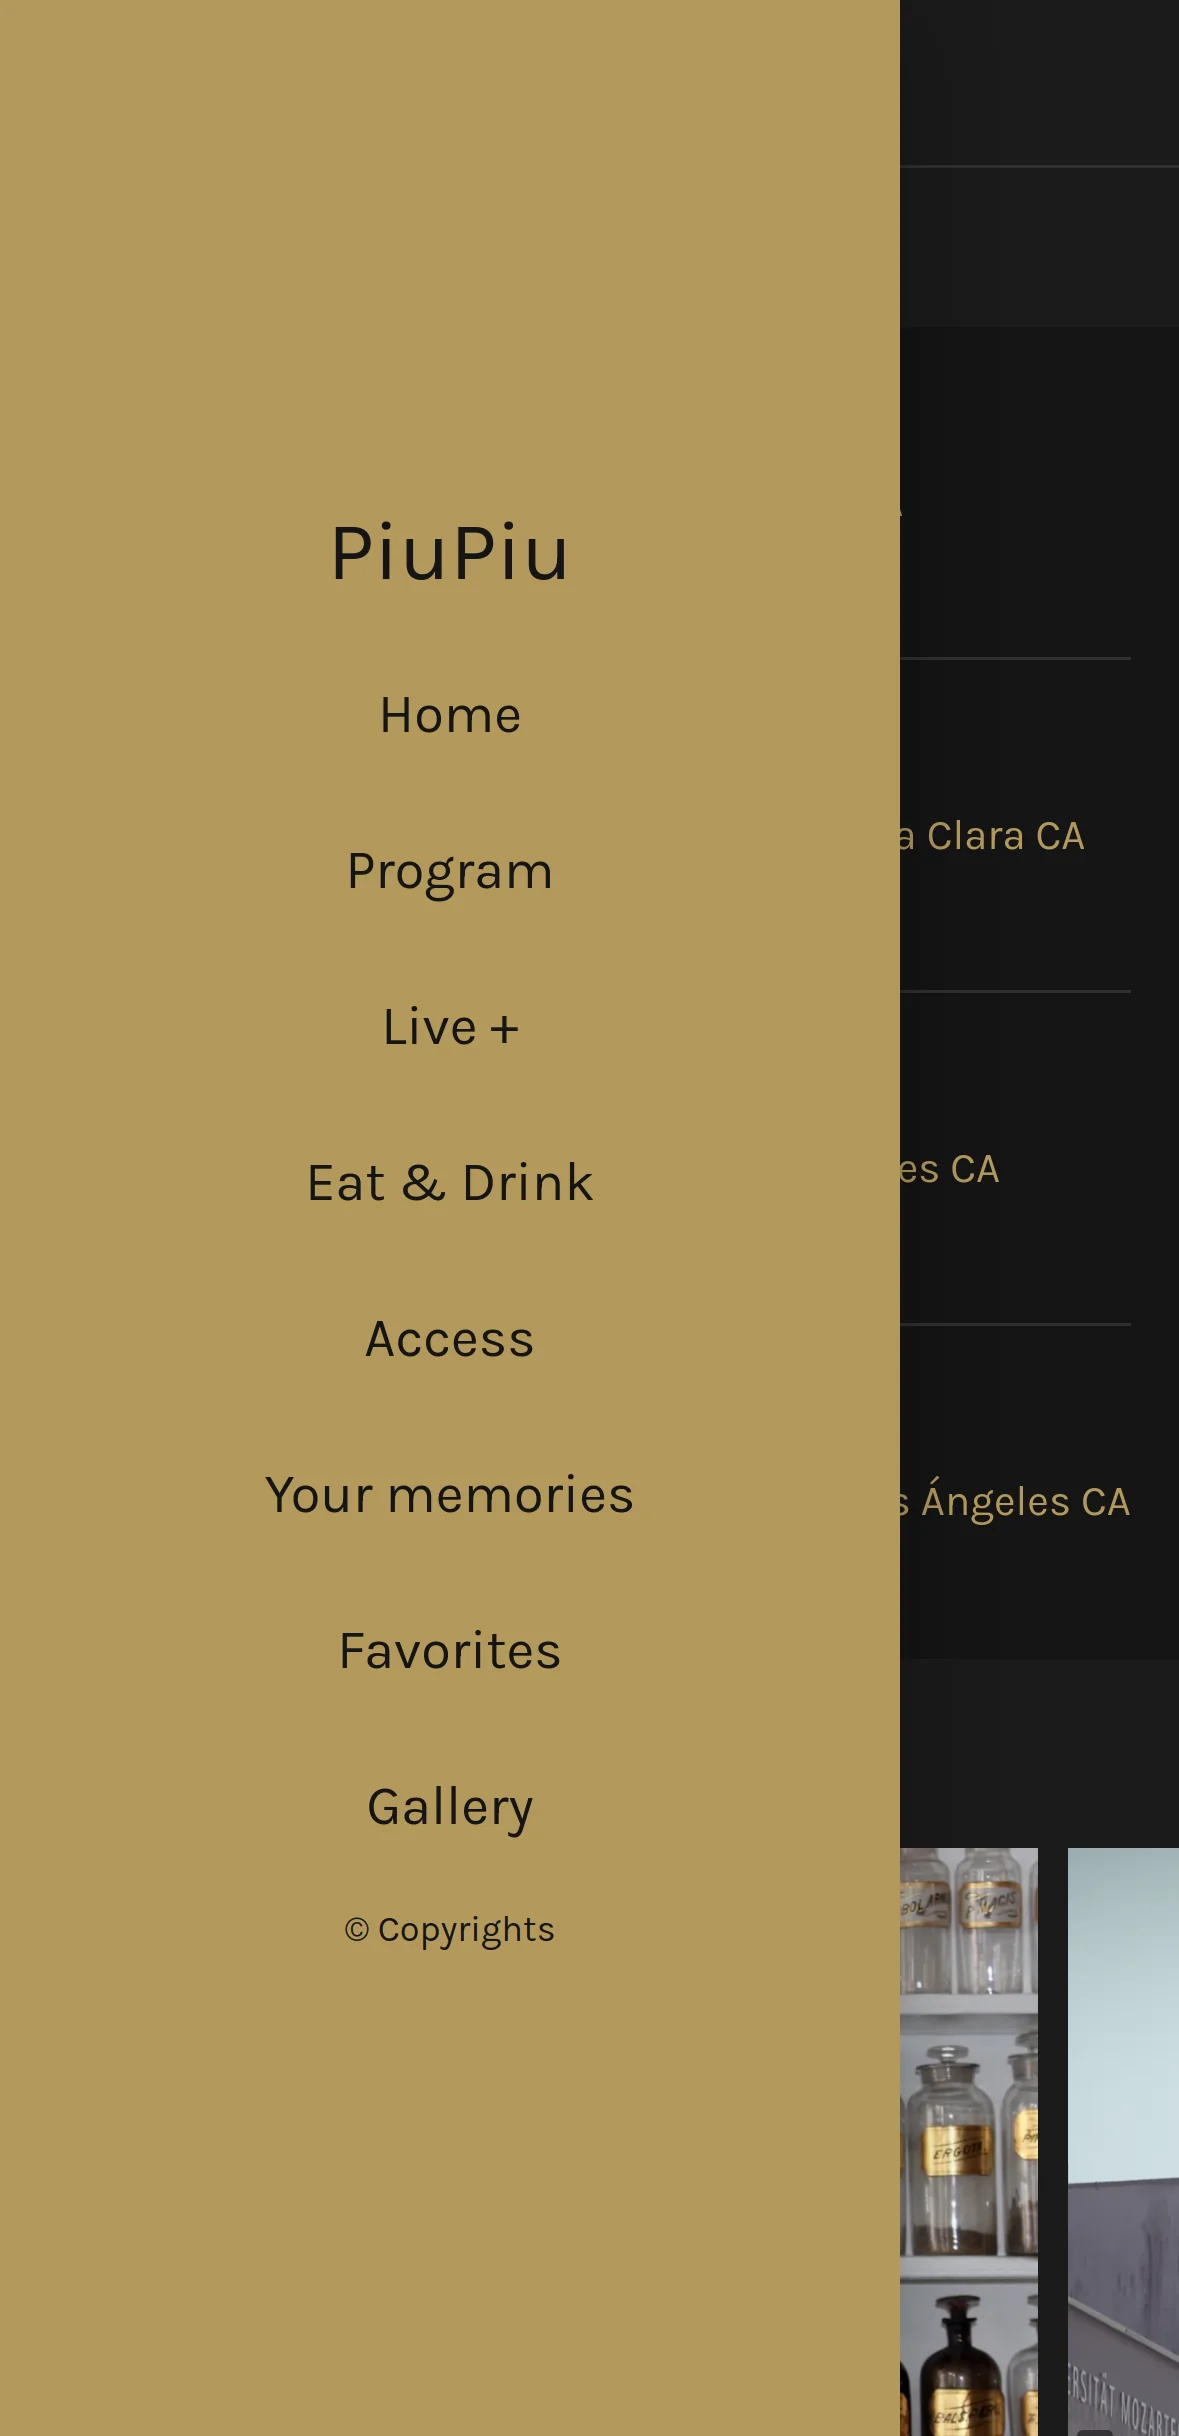 PiuPiu
Home
Program
Live +
Eat & Drink
Access
Your memories
Favorites
Gallery
© Copyrights
a Clara CA
es CA
s Ángeles CA
ERGOTA
MOZARTE